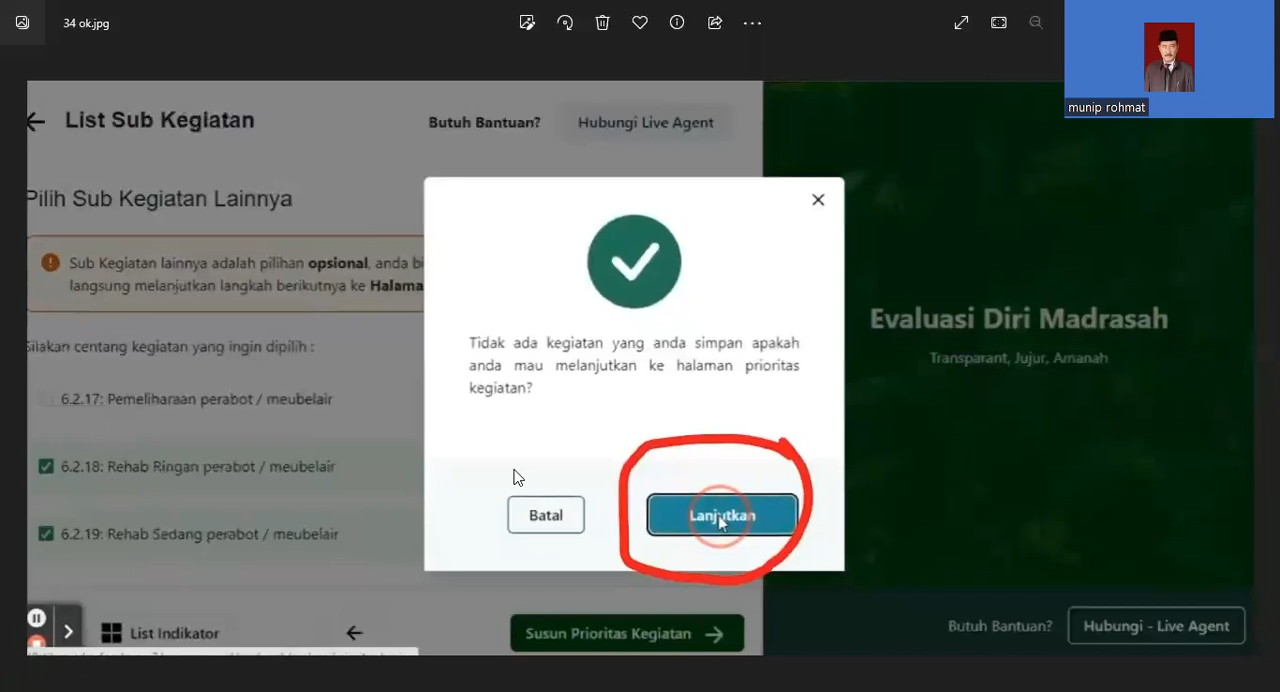 34 ok.jpg
munip rohmat
List Sub Kegiatan
Butuh Bantuan?
Hubungi Live Agent
Pilih Sub Kegiatan Lainnya
Sub Kegiatan lainnya adalah pilihan opsional, anda bi
langsung melanjutkan langkah berikutnya ke Halama
Silakan centang kegiatan yang ingin dipilih :
6.2.17: Pemeliharaan perabot / meubelair
6.2.18: Rehab Ringan perabot / meubelair
6.2.19: Rehab Sedang perabot / meubelair
Tidak ada kegiatan yang anda simpan apakah
anda mau melanjutkan ke halaman prioritas
kegiatan?
Batal
Lanjutkan
Evaluasi Diri Madrasah
Transparant, Jujur, Amanah
List Indikator
Susun Prioritas Kegiatan
Butuh Bantuan?
Hubungi - Live Agent